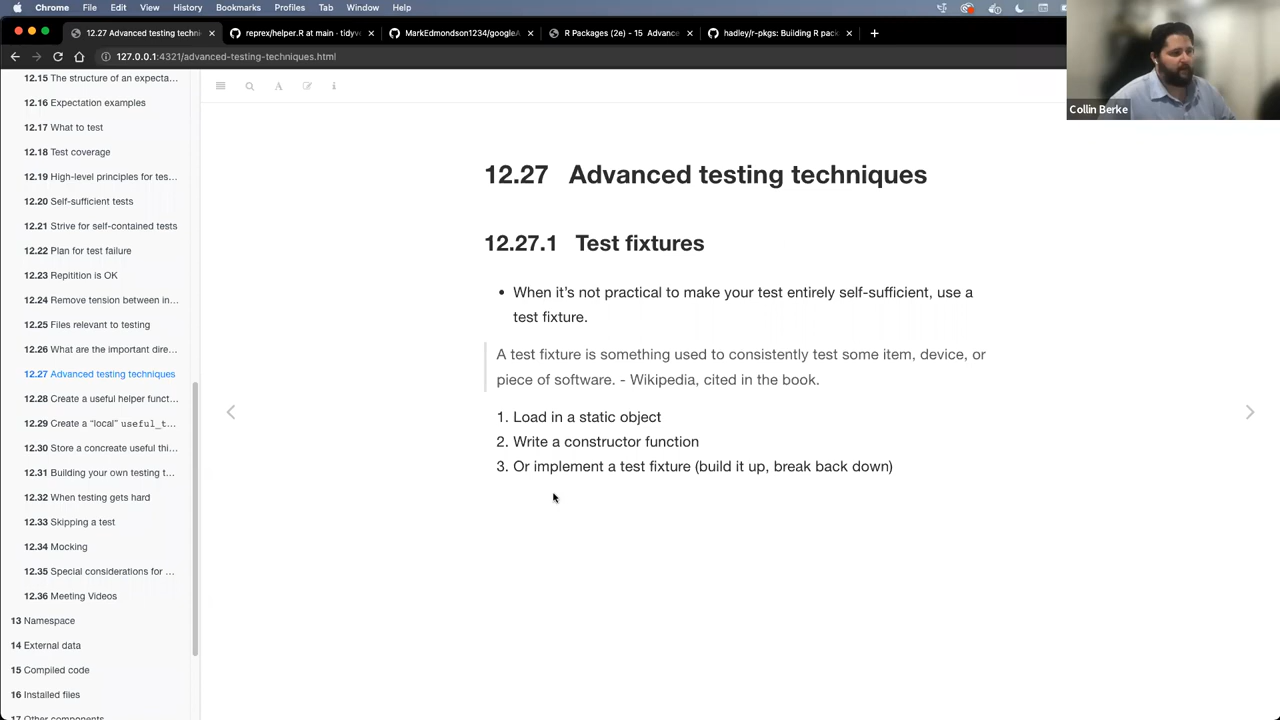 Chrome File Edit View History Bookmarks Profiles Tab Window Help
12.27 Advanced testing techni
reprex/helper.R at main · tidyv
MarkEdmondson1234/googleA
R Packages (2e) - 15 Advance
hadley/r-pkgs: Building R pack
127.0.0.1:4321/advanced-testing-techniques.html
Collin Berke
12.15 The structure of an expecta...
12.16 Expectation examples
12.17 What to test
12.18 Test coverage
12.19 High-level principles for tes...
12.20 Self-sufficient tests
12.21 Strive for self-contained tests
12.22 Plan for test failure
12.23 Repitition is OK
12.24 Remove tension between in...
12.25 Files relevant to testing
12.26 What are the important dire...
12.27 Advanced testing techniques
12.28 Create a useful helper funct...
12.29 Create a “local” useful_t...
12.30 Store a concreate useful thi...
12.31 Building your own testing t...
12.32 When testing gets hard
12.33 Skipping a test
12.34 Mocking
12.35 Special considerations for ...
12.36 Meeting Videos
13 Namespace
14 External data
15 Compiled code
16 Installed files
17 Other components
12.27 Advanced testing techniques
12.27.1 Test fixtures
• When it’s not practical to make your test entirely self-sufficient, use a
test fixture.
A test fixture is something used to consistently test some item, device, or
piece of software. - Wikipedia, cited in the book.
1. Load in a static object
2. Write a constructor function
3. Or implement a test fixture (build it up, break back down)